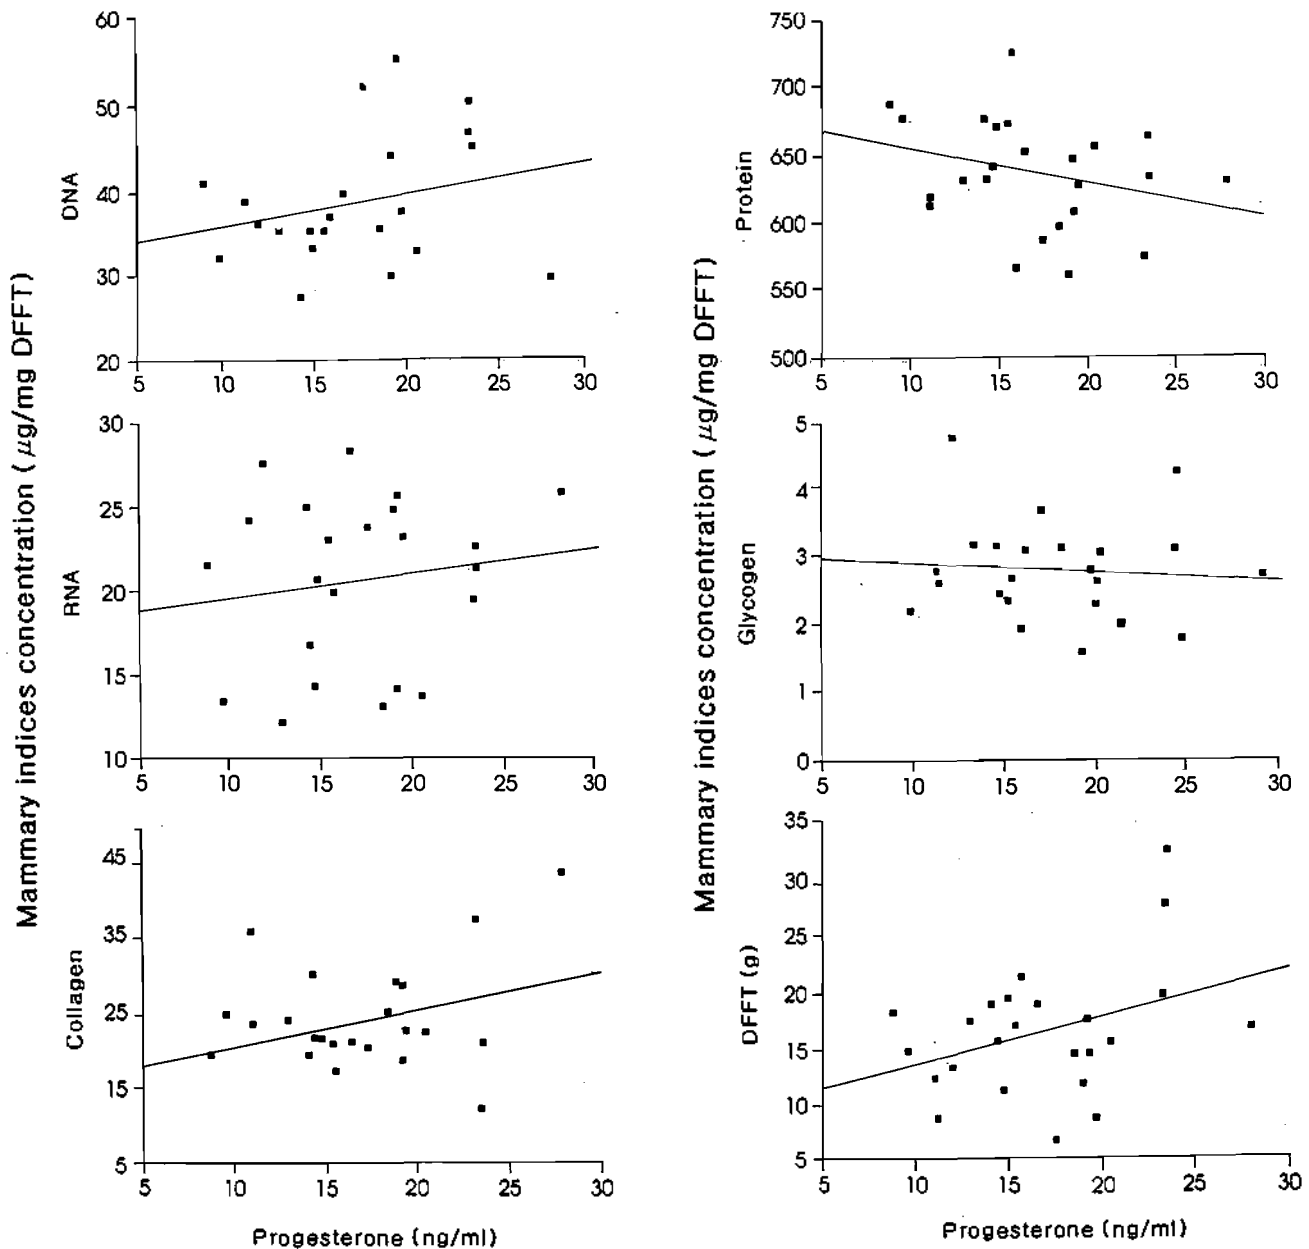 Mammary indices concentration (μg/mg DFFT)
DNA
60
50
40
30
20
5 10 15 20 25 30
RNA
30
25
20
15
10
5 10 15 20 25 30
Collagen
45
35
25
15
5
5 10 15 20 25 30
Progesterone (ng/ml)
Mammary indices concentration (μg/mg DFFT)
Protein
750
700
650
600
550
500
5 10 15 20 25 30
Glycogen
5
4
3
2
1
0
5 10 15 20 25 30
DFFT (g)
35
30
25
20
15
10
5
5 10 15 20 25 30
Progesterone (ng/ml)